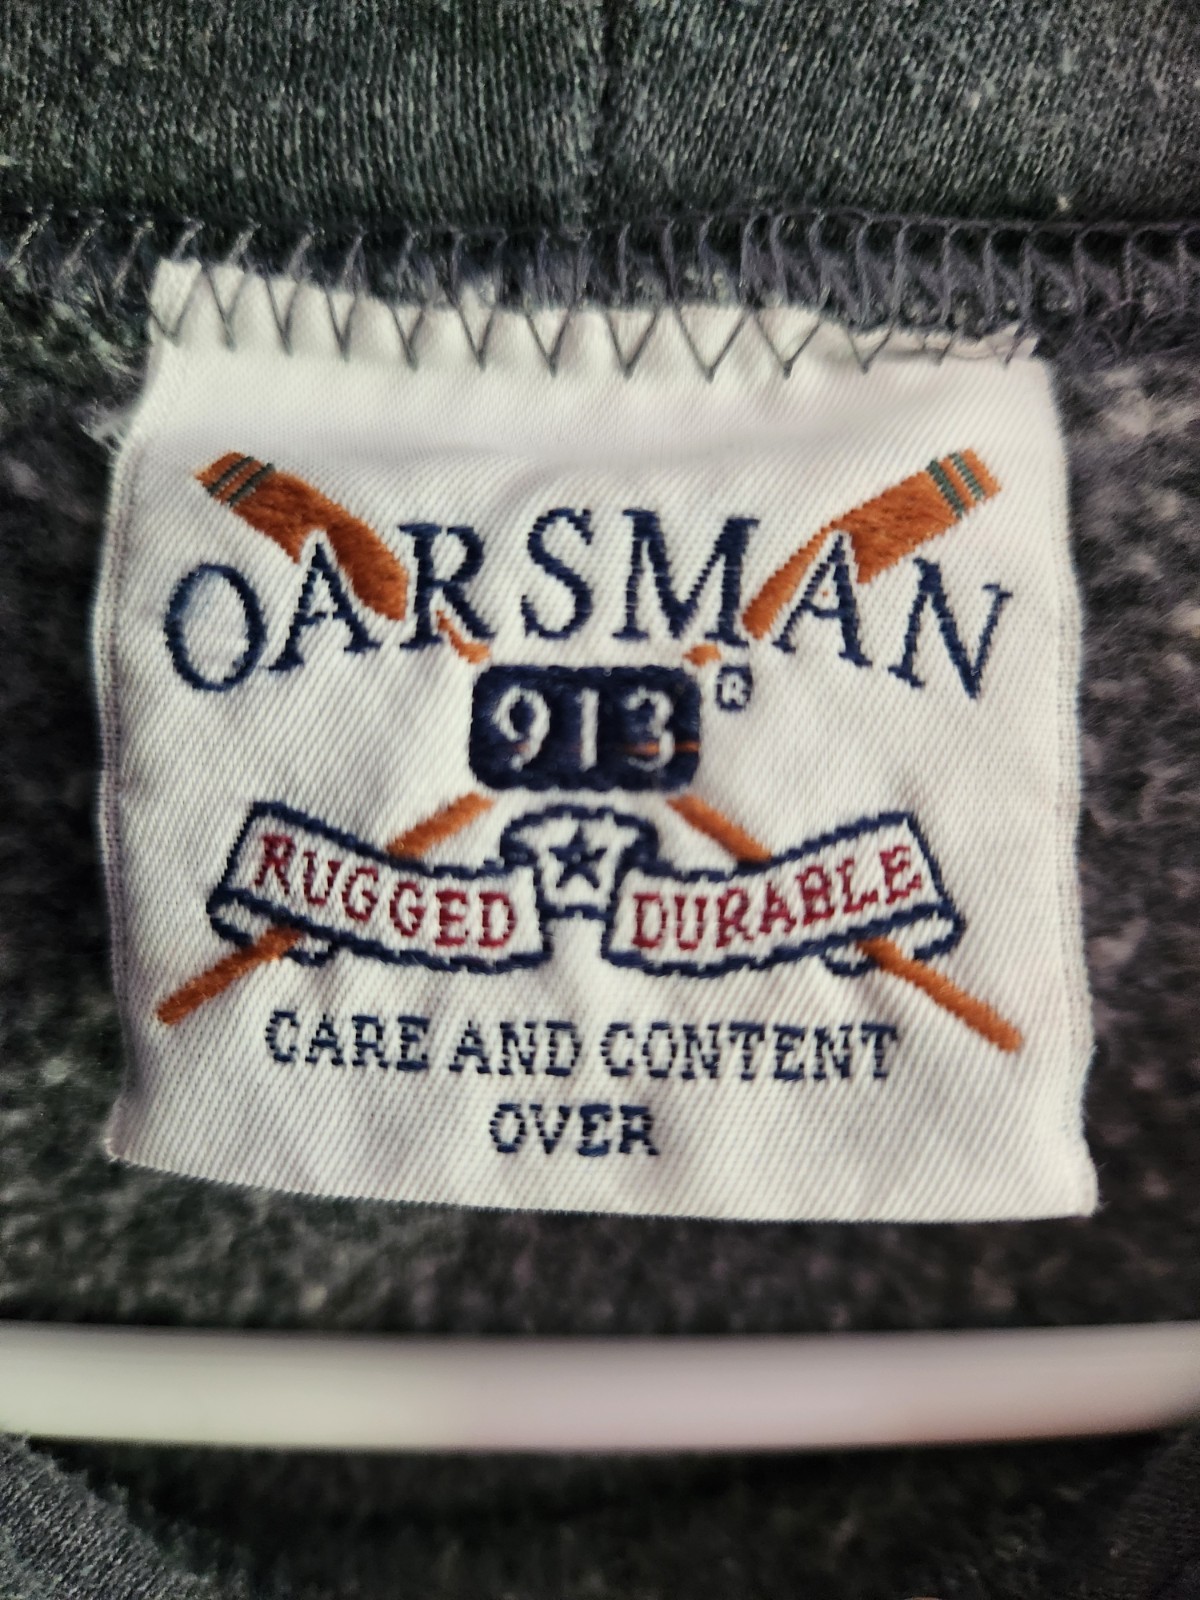 OARSMAN
913 ®
RUGGED DURABLE
CARE AND CONTENT
OVER